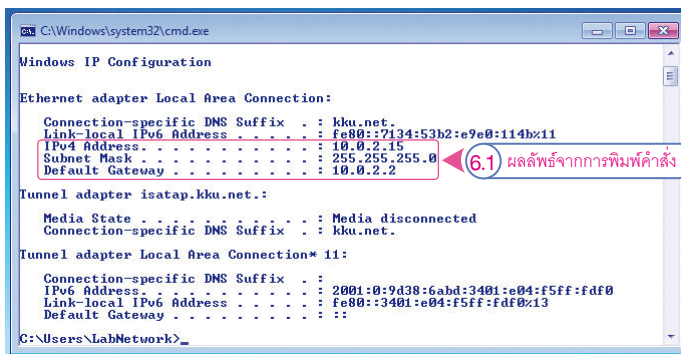 C:\Windows\system32\cmd.exe
Windows IP Configuration
Ethernet adapter Local Area Connection:
Connection-specific DNS Suffix . : kku.net.
Link-local IPv6 Address . . . . . : fe80::7134:53b2:e9e0:114b%11
IPv4 Address. . . . . . . . . . . : 10.0.2.15
Subnet Mask . . . . . . . . . . . : 255.255.255.0
Default Gateway . . . . . . . . . : 10.0.2.2
6.1 ผลลัพธ์จากการพิมพ์คำสั่ง
Tunnel adapter isatap.kku.net.:
Media State . . . . . . . . . . . : Media disconnected
Connection-specific DNS Suffix . : kku.net.
Tunnel adapter Local Area Connection* 11:
Connection-specific DNS Suffix . :
IPv6 Address. . . . . . . . . . . : 2001:0:9d38:6abd:3401:e04:f5ff:fdf0
Link-local IPv6 Address . . . . . : fe80::3401:e04:f5ff:fdf0%13
Default Gateway . . . . . . . . . : ::
C:\Users\LabNetwork>_